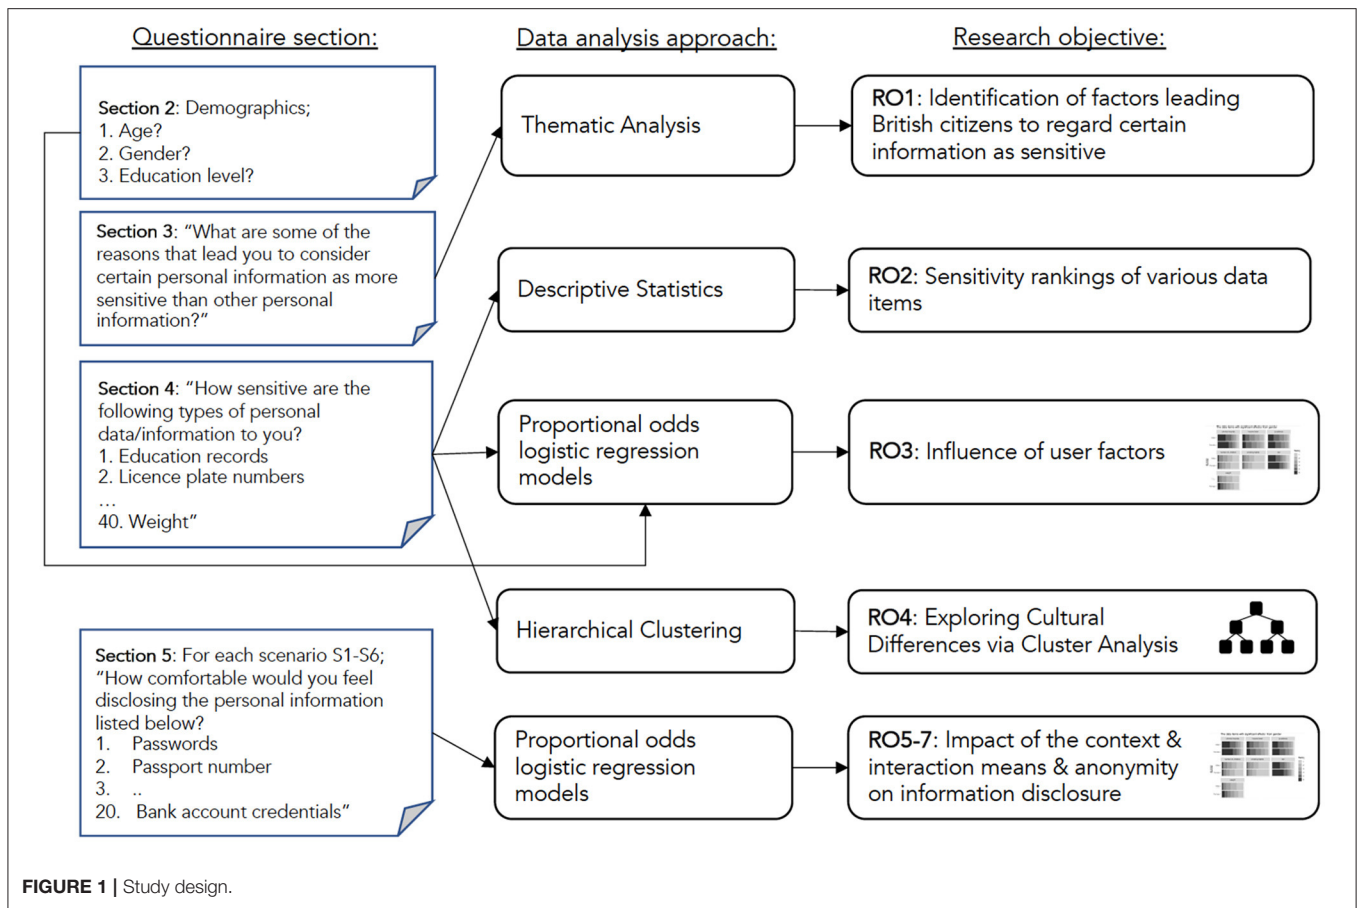 Questionnaire section:
Data analysis approach:
Research objective:
Section 2: Demographics;
1. Age?
2. Gender?
3. Education level?
Section 3: “What are some of the
reasons that lead you to consider
certain personal information as more
sensitive than other personal
information?”
Section 4: “How sensitive are the
following types of personal
data/information to you?
1. Education records
2. Licence plate numbers
...
40. Weight”
Section 5: For each scenario S1-S6;
“How comfortable would you feel
disclosing the personal information
listed below?
1. Passwords
2. Passport number
3. ..
20. Bank account credentials”
Thematic Analysis
Descriptive Statistics
Proportional odds
logistic regression
models
Hierarchical Clustering
Proportional odds
logistic regression
models
RO1: Identification of factors leading
British citizens to regard certain
information as sensitive
RO2: Sensitivity rankings of various data
items
RO3: Influence of user factors
RO4: Exploring Cultural
Differences via Cluster Analysis
RO5-7: Impact of the context &
interaction means & anonymity
on information disclosure
FIGURE 1 | Study design.